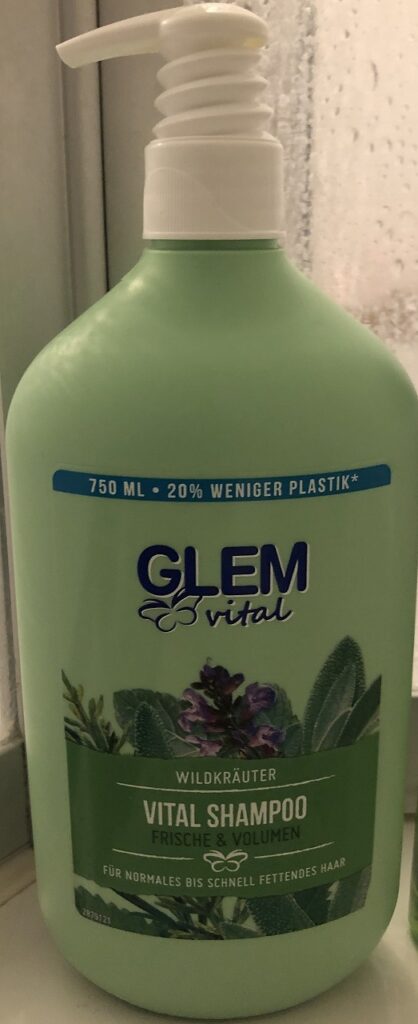 750 ML • 20% WENIGER PLASTIK*
GLEM
vital
WILDKRÄUTER
VITAL SHAMPOO
FRISCHE & VOLUMEN
FÜR NORMALES BIS SCHNELL FETTENDES HAAR